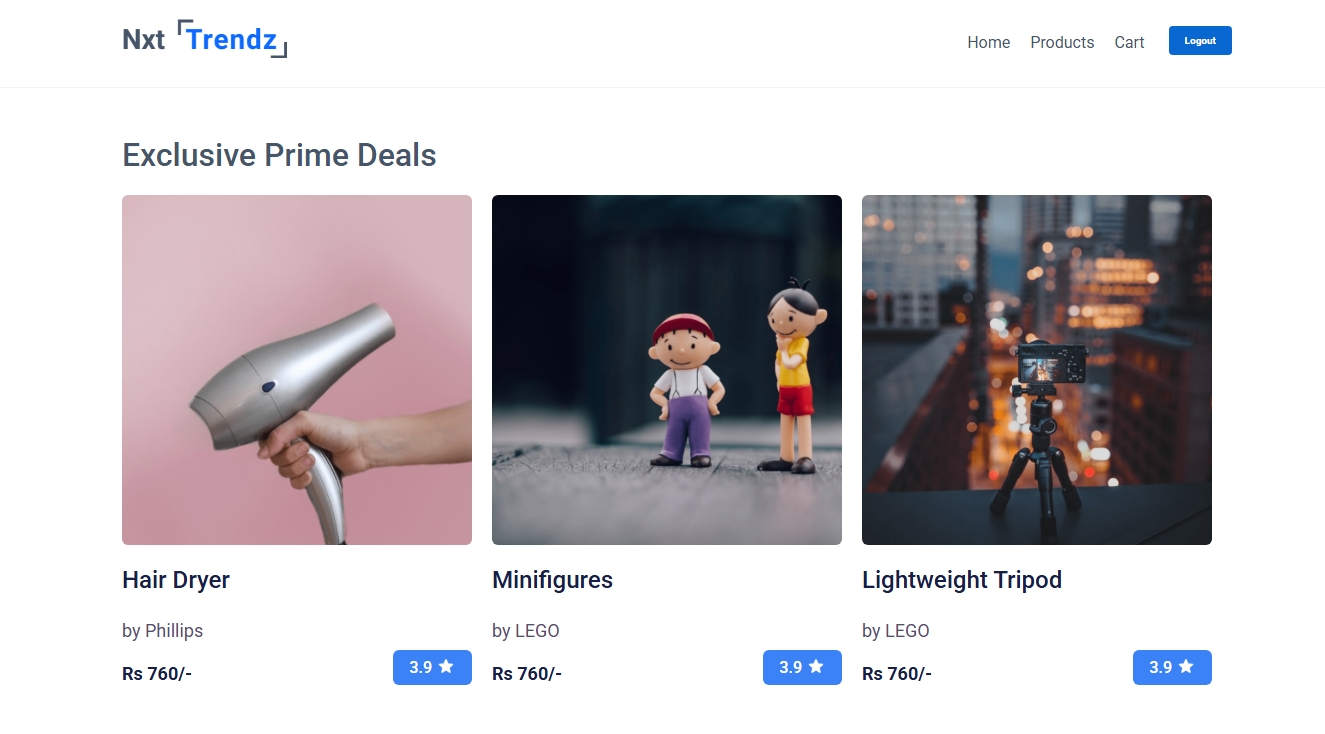 Nxt Trendz
Home Products Cart Logout
Exclusive Prime Deals
Hair Dryer
by Phillips
Rs 760/-
3.9
Minifigures
by LEGO
Rs 760/-
3.9
Lightweight Tripod
by LEGO
Rs 760/-
3.9